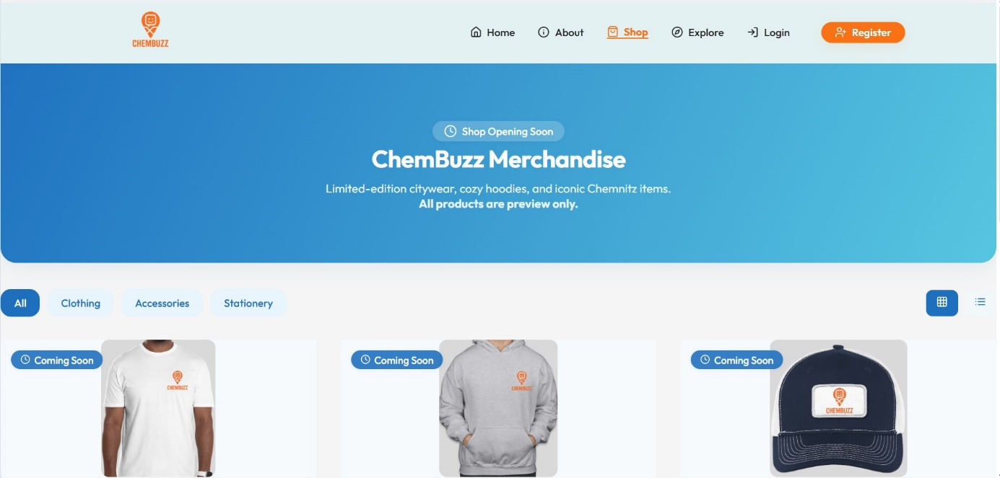 CHEMBUZZ
Home
About
Shop
Explore
Login
Register
Shop Opening Soon
ChemBuzz Merchandise
Limited-edition citywear, cozy hoodies, and iconic Chemnitz items.
All products are preview only.
All
Clothing
Accessories
Stationery
Coming Soon
CHEMBUZZ
Coming Soon
CHEMBUZZ
Coming Soon
CHEMBUZZ